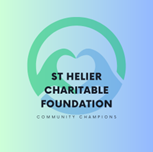 ST HELIER
CHARITABLE
FOUNDATION
COMMUNITY CHAMPIONS